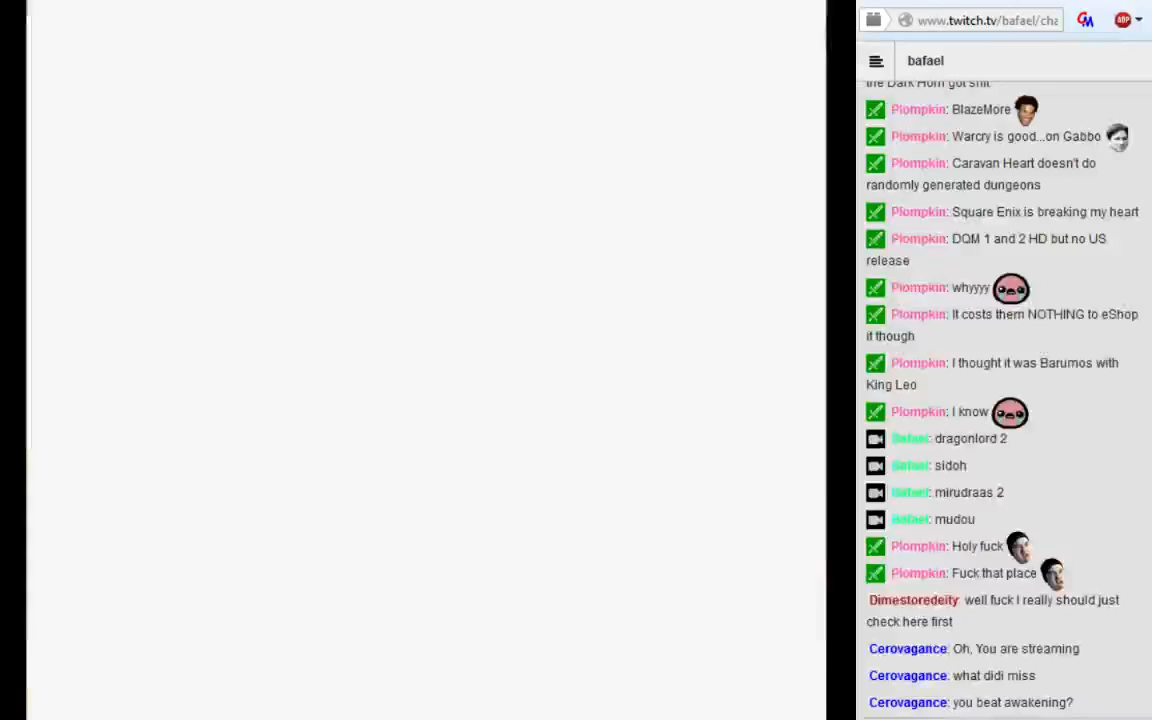 www.twitch.tv/bafael/cha
GM
ABP
bafael
the Dark Horn got shit
Plompkin: BlazeMore
Plompkin: Warcry is good...on Gabbo
Plompkin: Caravan Heart doesn't do
randomly generated dungeons
Plompkin: Square Enix is breaking my heart
Plompkin: DQM 1 and 2 HD but no US
release
Plompkin: whyyyy
Plompkin: It costs them NOTHING to eShop
it though
Plompkin: I thought it was Barumos with
King Leo
Plompkin: I know
Bafael: dragonlord 2
Bafael: sidoh
Bafael: mirudraas 2
Bafael: mudou
Plompkin: Holy fuck
Plompkin: Fuck that place
Dimestoredeity well fuck I really should just
check here first
Cerovagance: Oh, You are streaming
Cerovagance: what didi miss
Cerovagance: you beat awakening?